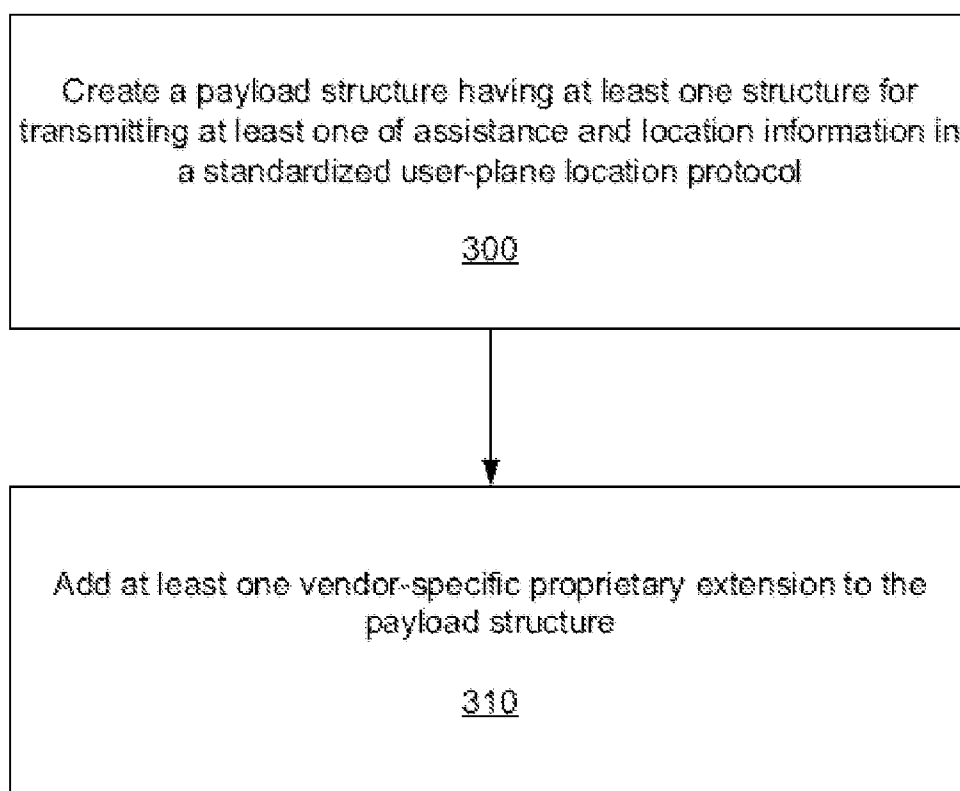 Create a payload structure having at least one structure for
transmitting at least one of assistance and location information in
a standardized user-plane location protocol
300
Add at least one vendor-specific proprietary extension to the
payload structure
310